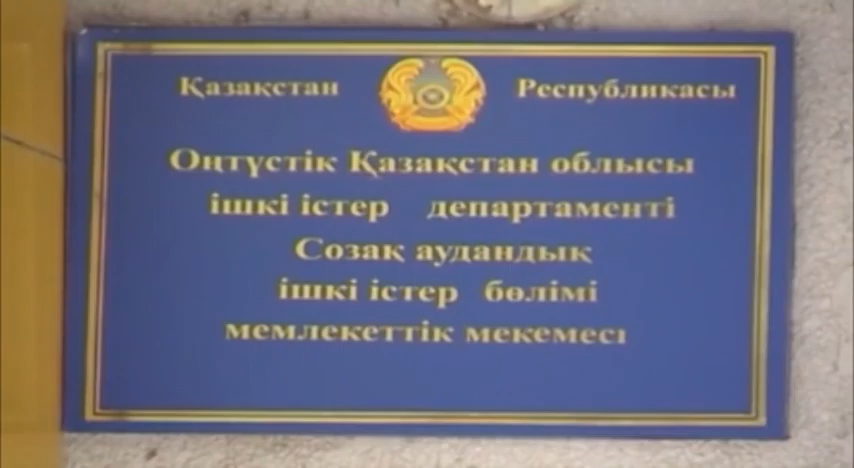 Қазақстан Республикасы
Оңтүстік Қазақстан облысы
ішкі істер департаменті
Созақ аудандық
ішкі істер бөлімі
мемлекеттік мекемесі